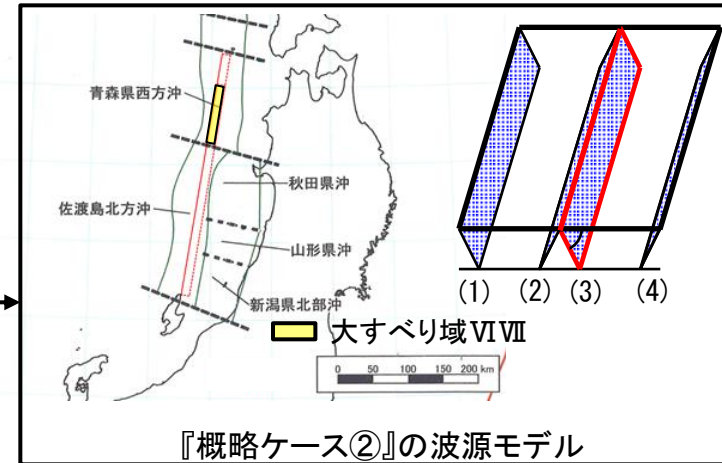 青森県西方沖
秋田県沖
佐渡島北方沖
山形県沖
新潟県北部沖
大すべり域ⅥⅦ
0 50 100 150 200 km
(1) (2) (3) (4)
『概略ケース②』の波源モデル